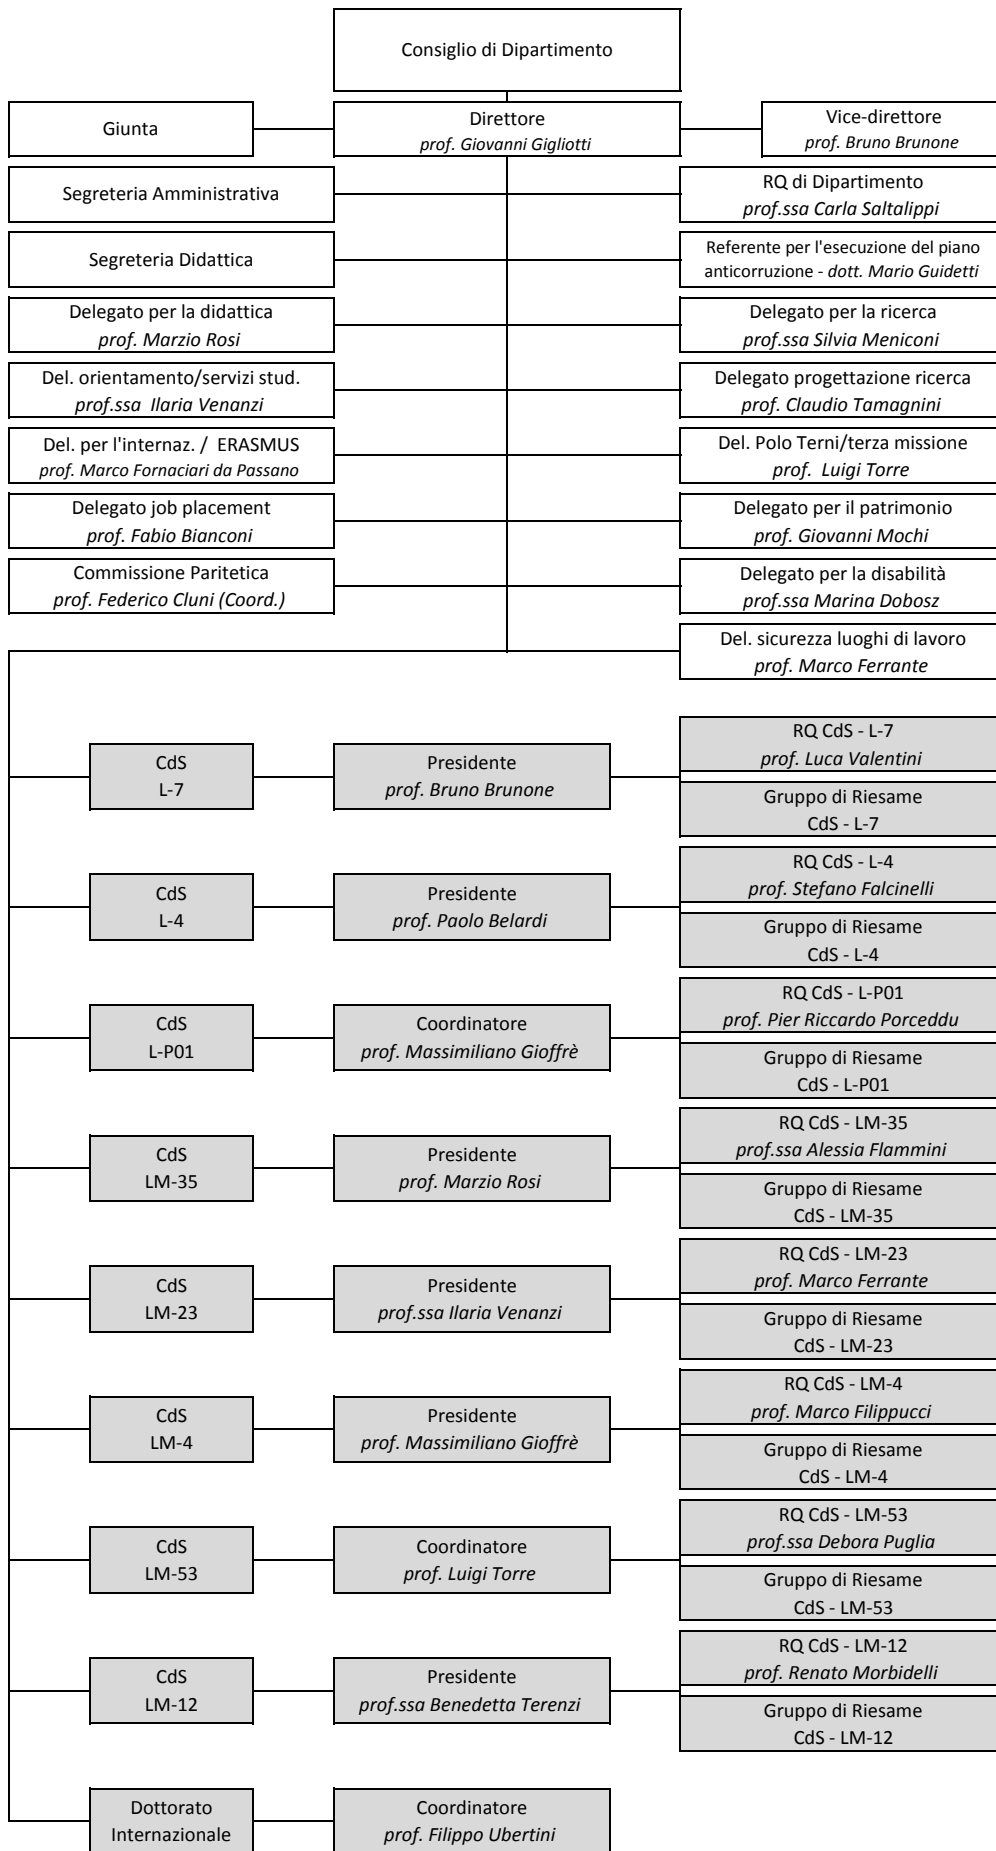 Consiglio di Dipartimento
Giunta
Direttore
prof. Giovanni Gigliotti
Vice-direttore
prof. Bruno Brunone
Segreteria Amministrativa
RQ di Dipartimento
prof.ssa Carla Saltalippi
Segreteria Didattica
Referente per l'esecuzione del piano
anticorruzione - dott. Mario Guidetti
Delegato per la didattica
prof. Marzio Rosi
Delegato per la ricerca
prof.ssa Silvia Meniconi
Del. orientamento/servizi stud.
prof.ssa Ilaria Venanzi
Delegato progettazione ricerca
prof. Claudio Tamagnini
Del. per l'internaz. / ERASMUS
prof. Marco Fornaciari da Passano
Del. Polo Terni/terza missione
prof. Luigi Torre
Delegato job placement
prof. Fabio Bianconi
Delegato per il patrimonio
prof. Giovanni Mochi
Commissione Paritetica
prof. Federico Cluni (Coord.)
Delegato per la disabilità
prof.ssa Marina Dobosz
Del. sicurezza luoghi di lavoro
prof. Marco Ferrante
CdS
L-7
Presidente
prof. Bruno Brunone
RQ CdS - L-7
prof. Luca Valentini
Gruppo di Riesame
CdS - L-7
CdS
L-4
Presidente
prof. Paolo Belardi
RQ CdS - L-4
prof. Stefano Falcinelli
Gruppo di Riesame
CdS - L-4
CdS
L-P01
Coordinatore
prof. Massimiliano Gioffrè
RQ CdS - L-P01
prof. Pier Riccardo Porceddu
Gruppo di Riesame
CdS - L-P01
CdS
LM-35
Presidente
prof. Marzio Rosi
RQ CdS - LM-35
prof.ssa Alessia Flammini
Gruppo di Riesame
CdS - LM-35
CdS
LM-23
Presidente
prof.ssa Ilaria Venanzi
RQ CdS - LM-23
prof. Marco Ferrante
Gruppo di Riesame
CdS - LM-23
CdS
LM-4
Presidente
prof. Massimiliano Gioffrè
RQ CdS - LM-4
prof. Marco Filippucci
Gruppo di Riesame
CdS - LM-4
CdS
LM-53
Coordinatore
prof. Luigi Torre
RQ CdS - LM-53
prof.ssa Debora Puglia
Gruppo di Riesame
CdS - LM-53
CdS
LM-12
Presidente
prof.ssa Benedetta Terenzi
RQ CdS - LM-12
prof. Renato Morbidelli
Gruppo di Riesame
CdS - LM-12
Dottorato
Internazionale
Coordinatore
prof. Filippo Ubertini